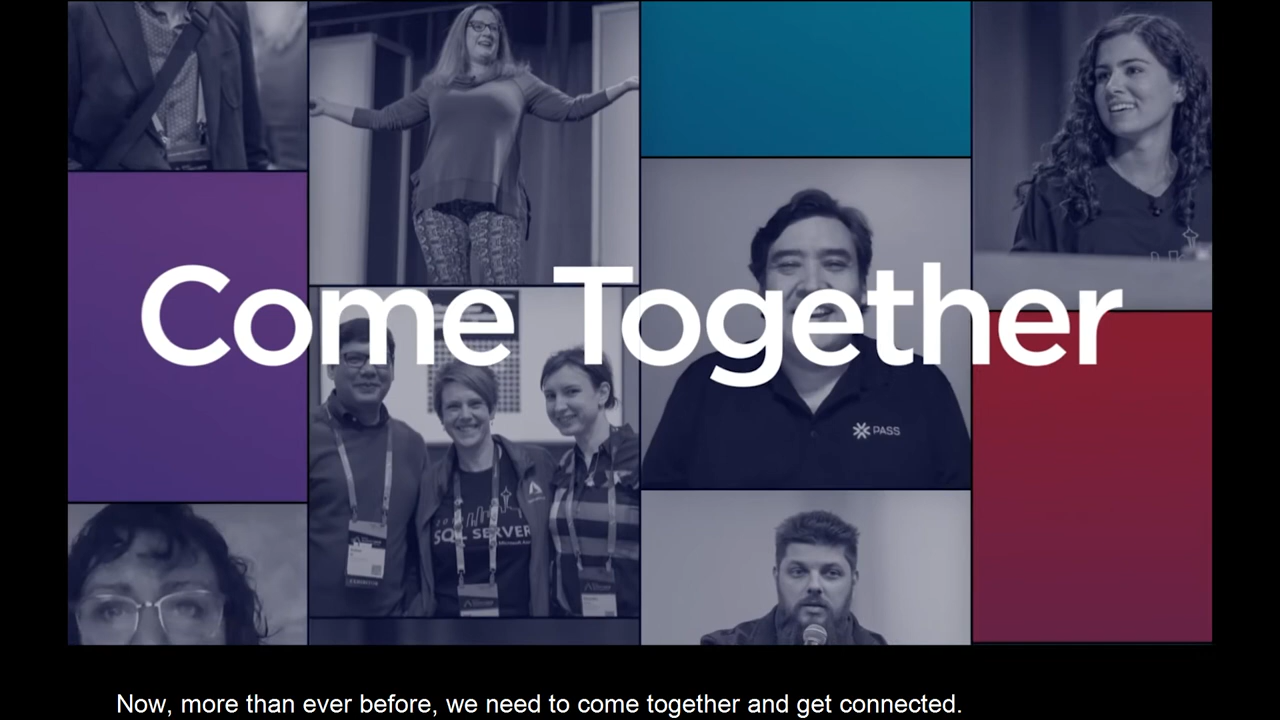 Come Together
PASS
SQL SERVER
Now, more than ever before, we need to come together and get connected.